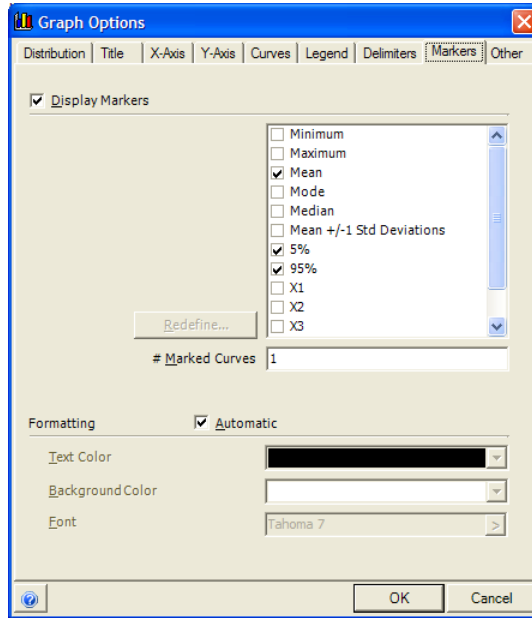 Graph Options
Distribution Title X-Axis Y-Axis Curves Legend Delimiters Markers Other
Display Markers
Minimum
Maximum
Mean
Mode
Median
Mean +/-1 Std Deviations
5%
95%
X1
X2
X3
Redefine...
# Marked Curves 1
Formatting Automatic
Text Color
Background Color
Font Tahoma 7 >
? OK Cancel